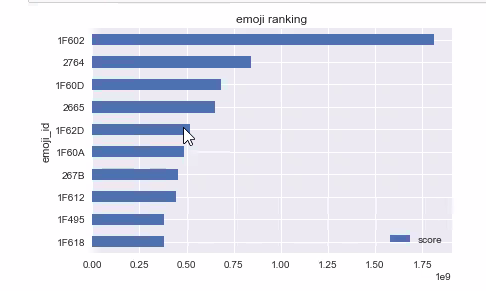 emoji ranking
1F602
2764
1F60D
2665
1F62D
1F60A
267B
1F612
1F495
1F618
emoji_id
score
0.00 0.25 0.50 0.75 1.00 1.25 1.50 1.75
1e9